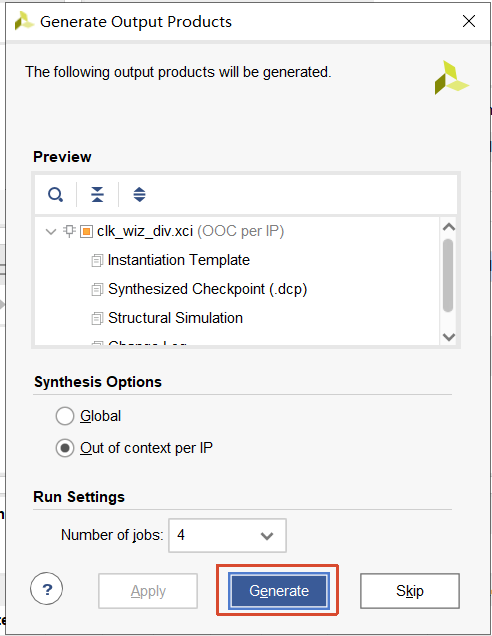 Generate Output Products
The following output products will be generated.
Preview
clk_wiz_div.xci (OOC per IP)
Instantiation Template
Synthesized Checkpoint (.dcp)
Structural Simulation
Change Log
Synthesis Options
Global
Out of context per IP
Run Settings
Number of jobs: 4
? Apply Generate Skip